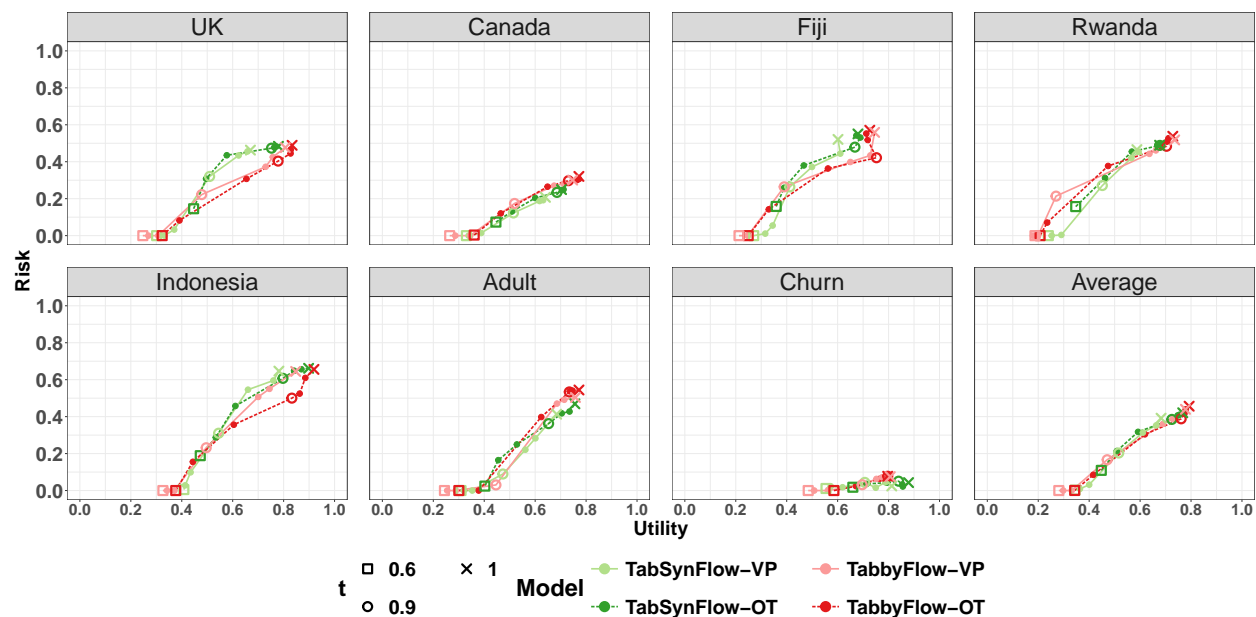 UK Canada Fiji Rwanda
1.0
0.8
0.6
0.4
0.2
0.0
Risk
Indonesia Adult Churn Average
1.0
0.8
0.6
0.4
0.2
0.0
0.0 0.2 0.4 0.6 0.8 1.0 0.0 0.2 0.4 0.6 0.8 1.0 0.0 0.2 0.4 0.6 0.8 1.0 0.0 0.2 0.4 0.6 0.8 1.0
Utility
t 0.6 1 0.9
Model TabSynFlow−VP TabbyFlow−VP
TabSynFlow−OT TabbyFlow−OT